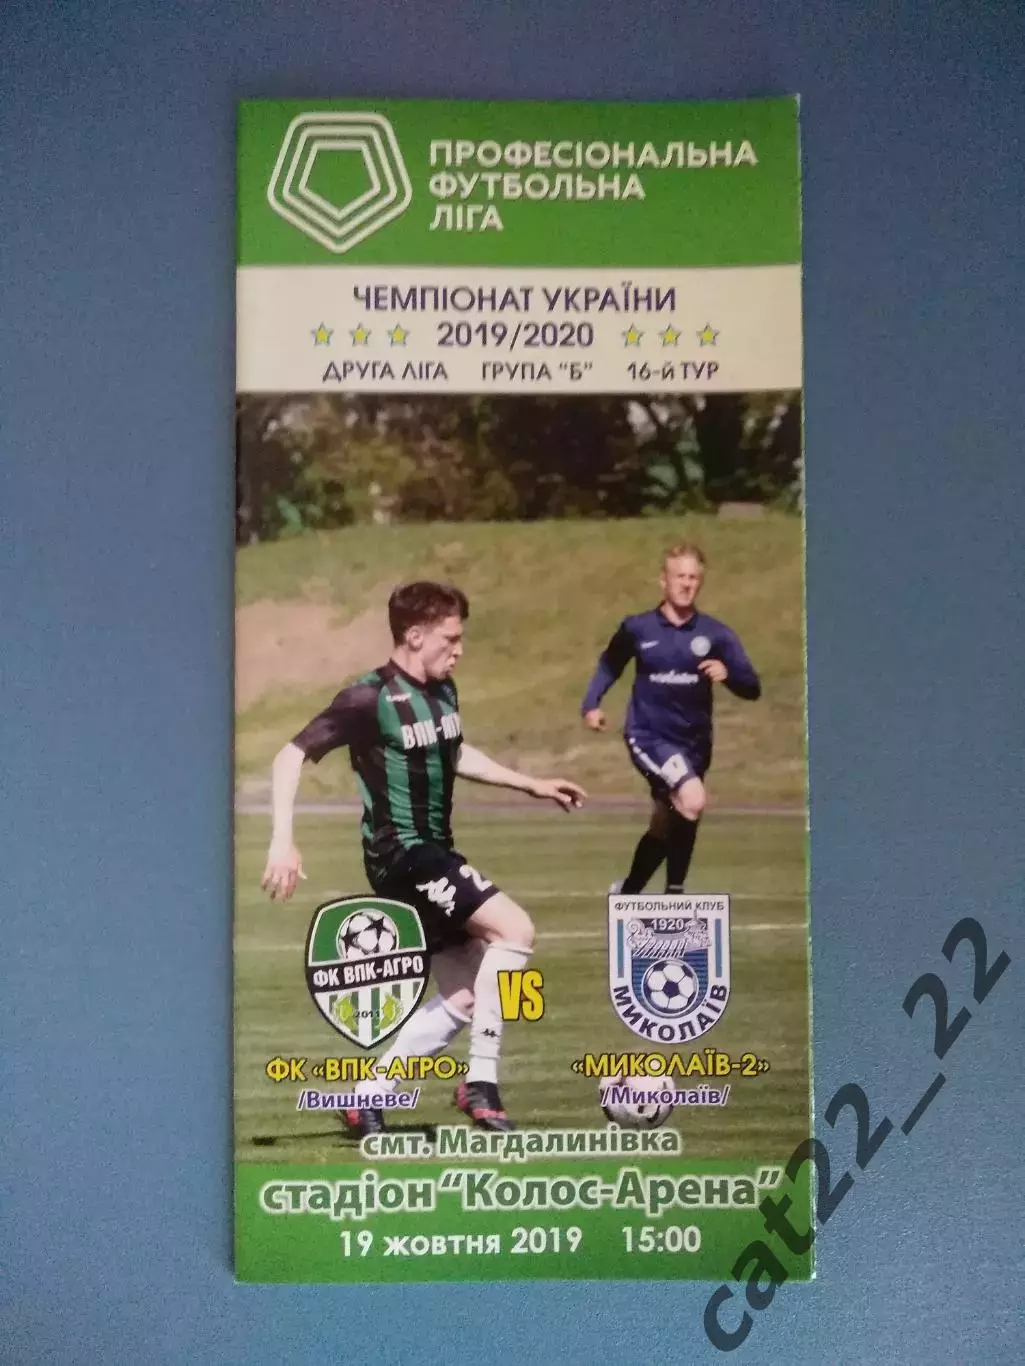 ПРОФЕСІОНАЛЬНА
ФУТБОЛЬНА
ЛІГА
ЧЕМПІОНАТ УКРАЇНИ
2019/2020
ДРУГА ЛІГА ГРУПА "Б" 16-й ТУР
ВПК-АГ
2
ФК ВПК-АГРО
2011
VS
ФУТБОЛЬНИЙ КЛУБ
1920
МИКОЛАЇВ
ФК «ВПК-АГРО» «МИКОЛАЇВ-2»
/Вишневе/ /Миколаїв/
смт. Магдалинівка
стадіон "Колос-Арена"
19 жовтня 2019 15:00
cat22_22